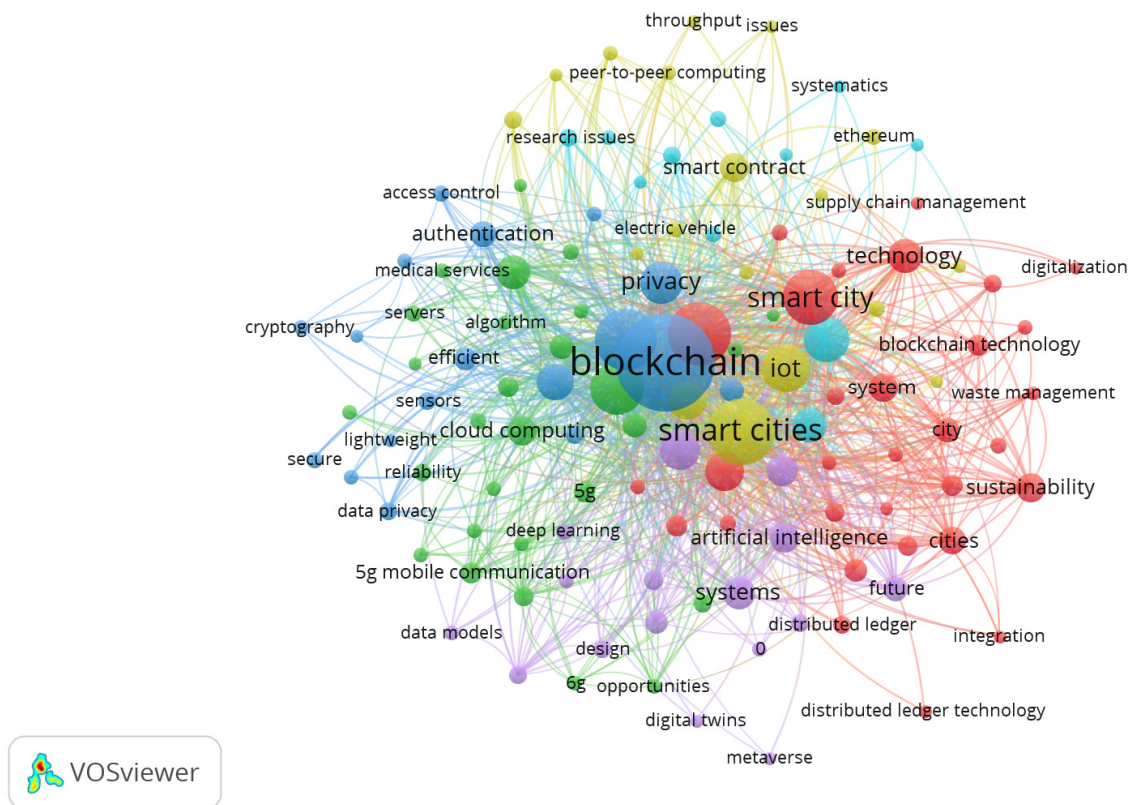 throughput
issues
peer-to-peer computing
systematics
research issues
ethereum
smart contract
access control
supply chain management
authentication
electric vehicle
technology
medical services
digitalization
privacy
smart city
servers
cryptography
algorithm
blockchain technology
efficient
blockchain
iot
system
waste management
sensors
cloud computing
smart cities
city
lightweight
secure
reliability
5g
sustainability
data privacy
deep learning
artificial intelligence
cities
5g mobile communication
systems
future
data models
distributed ledger
integration
design
0
6g
opportunities
digital twins
distributed ledger technology
metaverse
VOSviewer